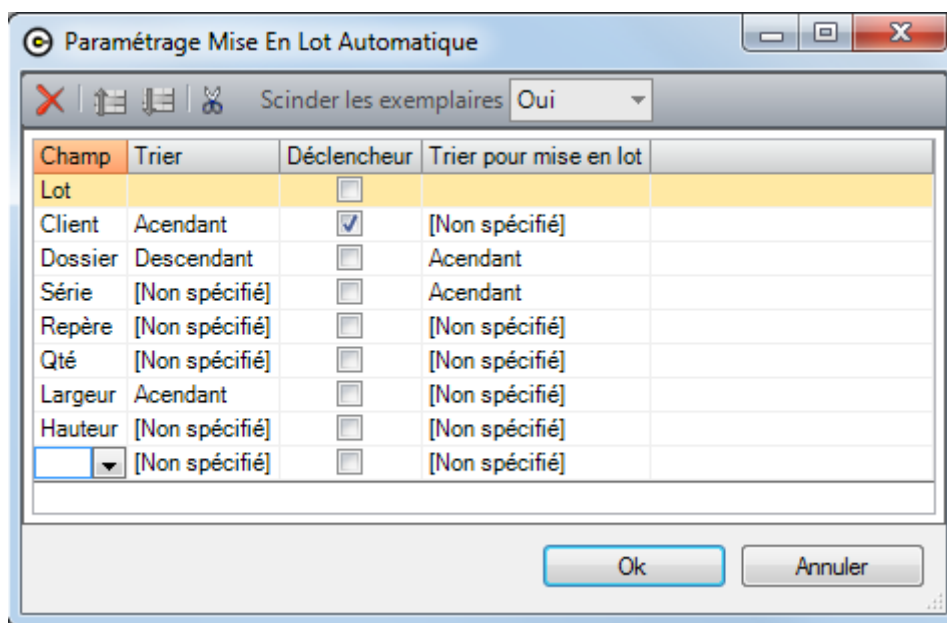 Paramétrage Mise En Lot Automatique
Scinder les exemplaires Oui
Champ Trier Déclencheur Trier pour mise en lot
Lot
Client Acendant [Non spécifié]
Dossier Descendant Acendant
Série [Non spécifié] Acendant
Repère [Non spécifié] [Non spécifié]
Qté [Non spécifié] [Non spécifié]
Largeur Acendant [Non spécifié]
Hauteur [Non spécifié] [Non spécifié]
[Non spécifié] [Non spécifié]
Ok Annuler